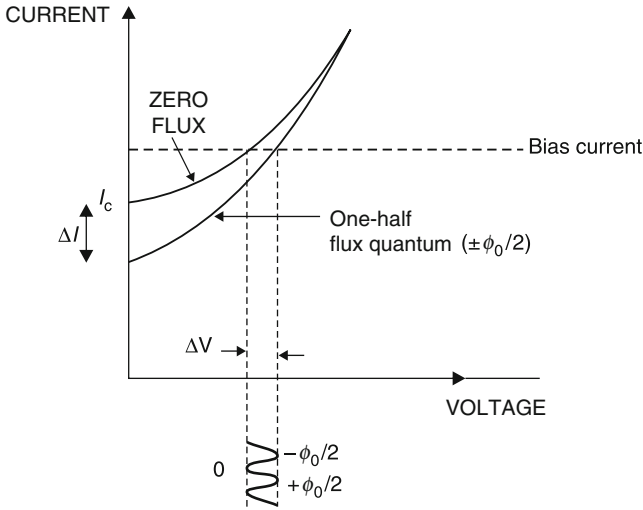 CURRENT
ZERO
FLUX
Bias current
I_c
ΔI
One-half
flux quantum (±ϕ₀/2)
ΔV
VOLTAGE
0
−ϕ₀/2
+ϕ₀/2